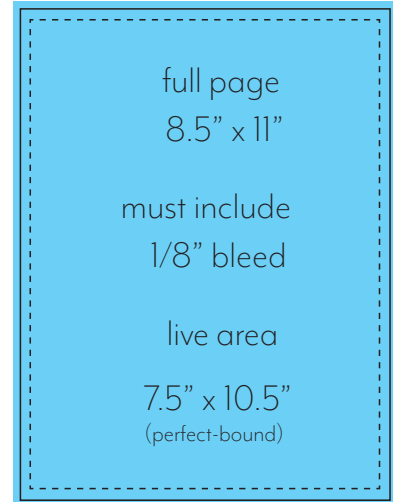 full page
8.5” x 11”
must include
1/8” bleed
live area
7.5” x 10.5”
(perfect-bound)